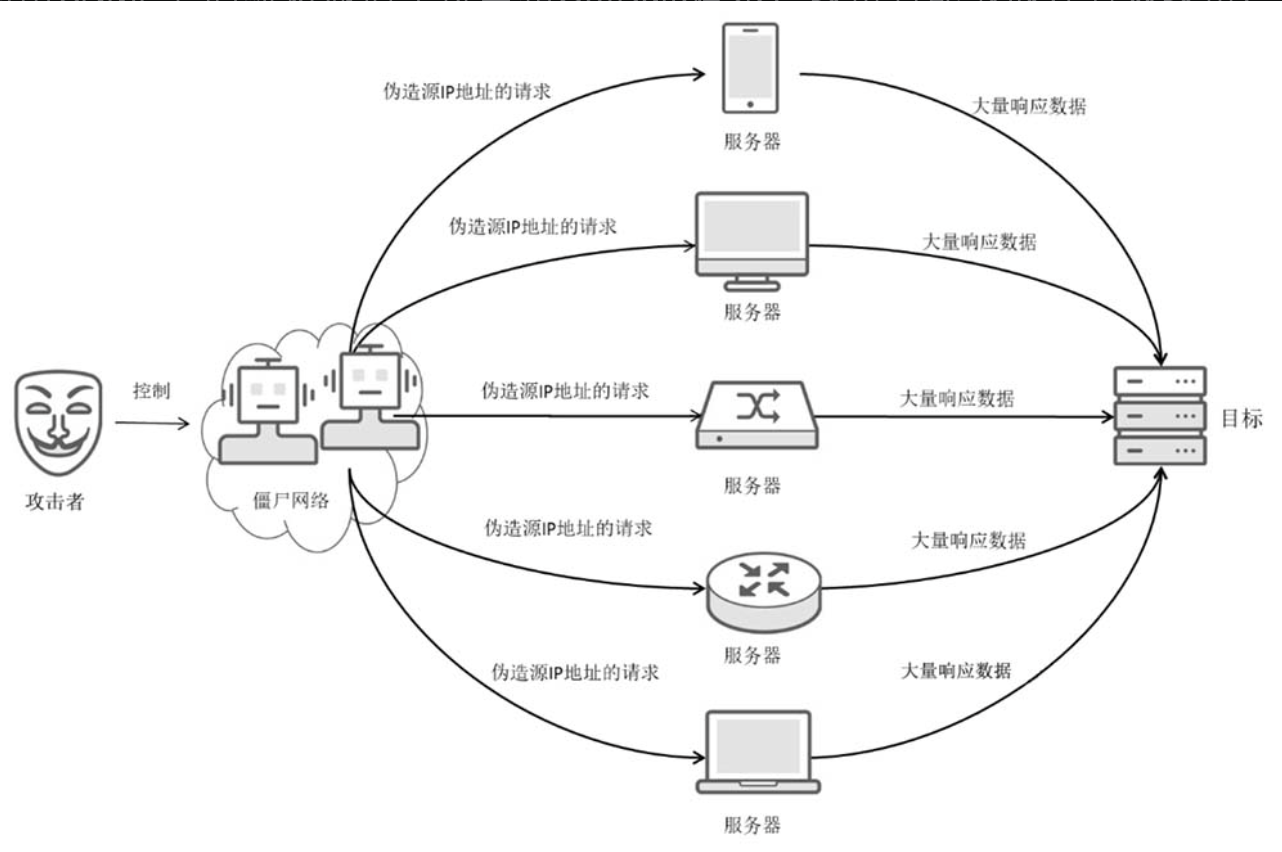 伪造源IP地址的请求
大量响应数据
服务器
伪造源IP地址的请求
大量响应数据
服务器
控制
伪造源IP地址的请求
大量响应数据
目标
服务器
攻击者
僵尸网络
伪造源IP地址的请求
大量响应数据
服务器
伪造源IP地址的请求
大量响应数据
服务器